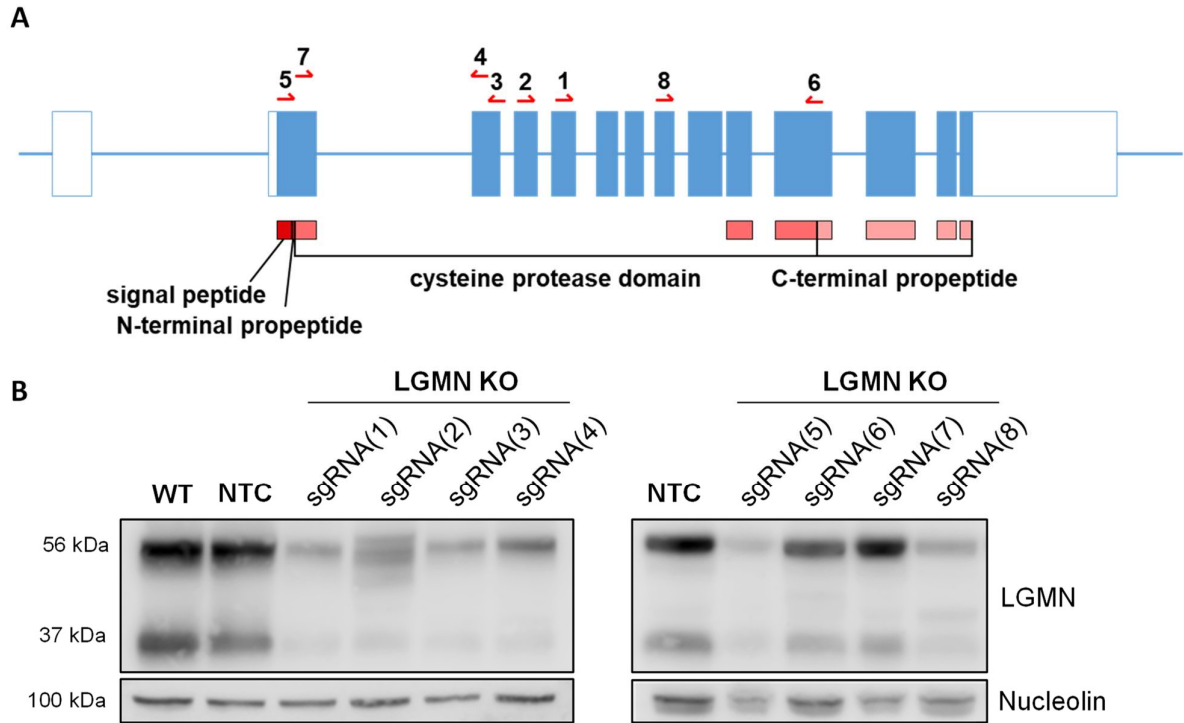 A
7
5
4
3
2
1
8
6
cysteine protease domain
C-terminal propeptide
signal peptide
N-terminal propeptide
B
LGMN KO
LGMN KO
WT NTC sgRNA(1) sgRNA(2) sgRNA(3) sgRNA(4)
NTC sgRNA(5) sgRNA(6) sgRNA(7) sgRNA(8)
56 kDa
37 kDa
100 kDa
LGMN
Nucleolin